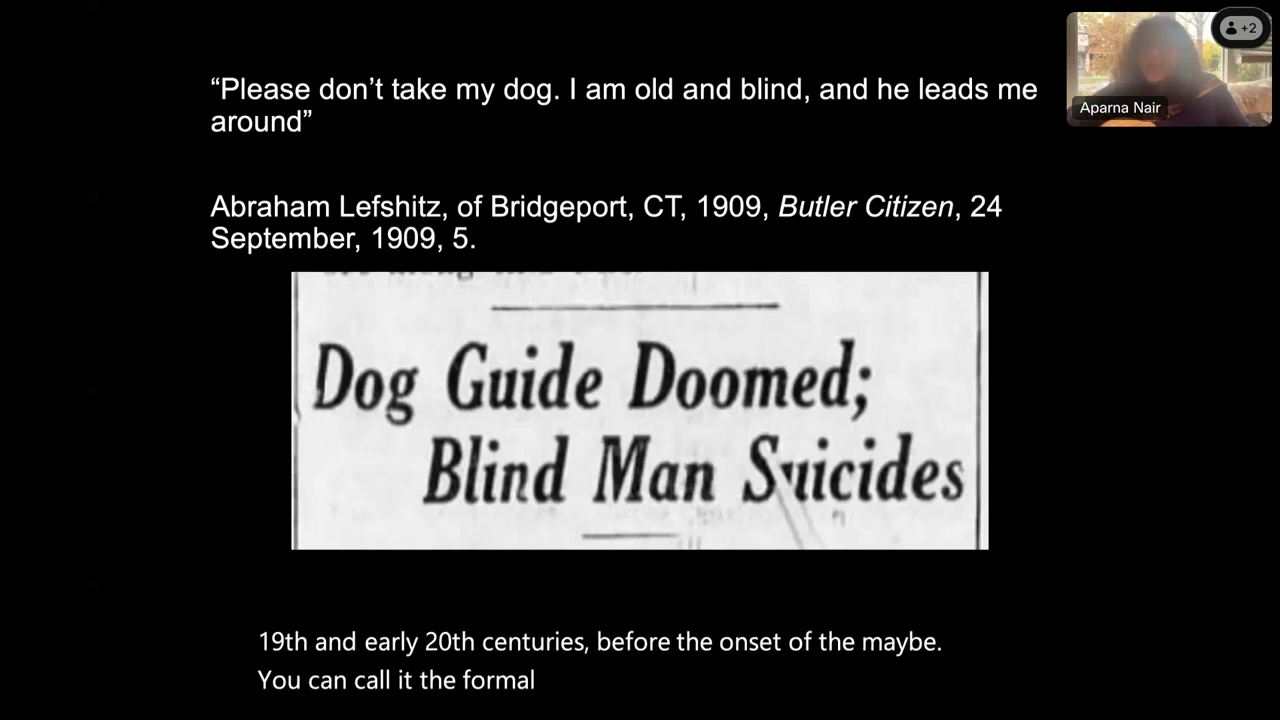 “Please don’t take my dog. I am old and blind, and he leads me
around”
+2
Aparna Nair
Abraham Lefshitz, of Bridgeport, CT, 1909, Butler Citizen, 24
September, 1909, 5.
Dog Guide Doomed;
Blind Man Suicides
19th and early 20th centuries, before the onset of the maybe.
You can call it the formal